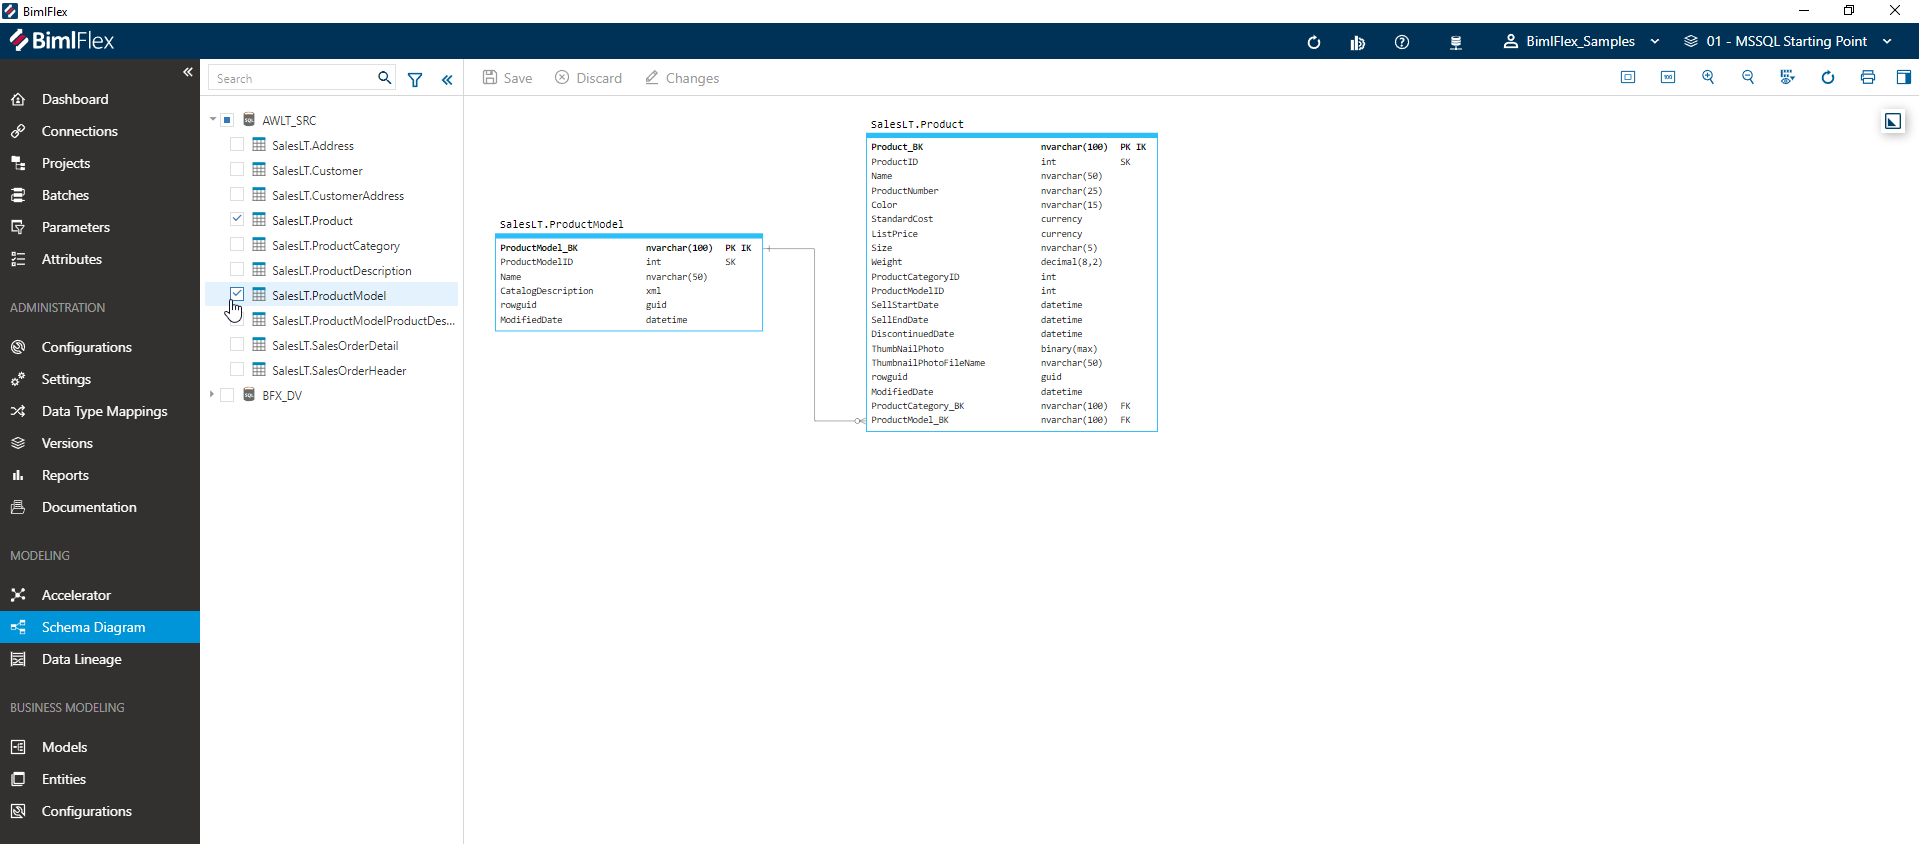 BimlFlex
BimlFlex
BimlFlex_Samples
01 - MSSQL Starting Point
Dashboard
Connections
Projects
Batches
Parameters
Attributes
ADMINISTRATION
Configurations
Settings
Data Type Mappings
Versions
Reports
Documentation
MODELING
Accelerator
Schema Diagram
Data Lineage
BUSINESS MODELING
Models
Entities
Configurations
Search
AWLT_SRC
SalesLT.Address
SalesLT.Customer
SalesLT.CustomerAddress
SalesLT.Product
SalesLT.ProductCategory
SalesLT.ProductDescription
SalesLT.ProductModel
SalesLT.ProductModelProductDes...
SalesLT.SalesOrderDetail
SalesLT.SalesOrderHeader
BFX_DV
Save Discard Changes
SalesLT.ProductModel
ProductModel_BK nvarchar(100) PK IK
ProductModelID int SK
Name nvarchar(50)
CatalogDescription xml
rowguid guid
ModifiedDate datetime
SalesLT.Product
Product_BK nvarchar(100) PK IK
ProductID int SK
Name nvarchar(50)
ProductNumber nvarchar(25)
Color nvarchar(15)
StandardCost currency
ListPrice currency
Size nvarchar(5)
Weight decimal(8,2)
ProductCategoryID int
ProductModelID int
SellStartDate datetime
SellEndDate datetime
DiscontinuedDate datetime
ThumbNailPhoto binary(max)
ThumbnailPhotoFileName nvarchar(50)
rowguid guid
ModifiedDate datetime
ProductCategory_BK nvarchar(100) FK
ProductModel_BK nvarchar(100) FK